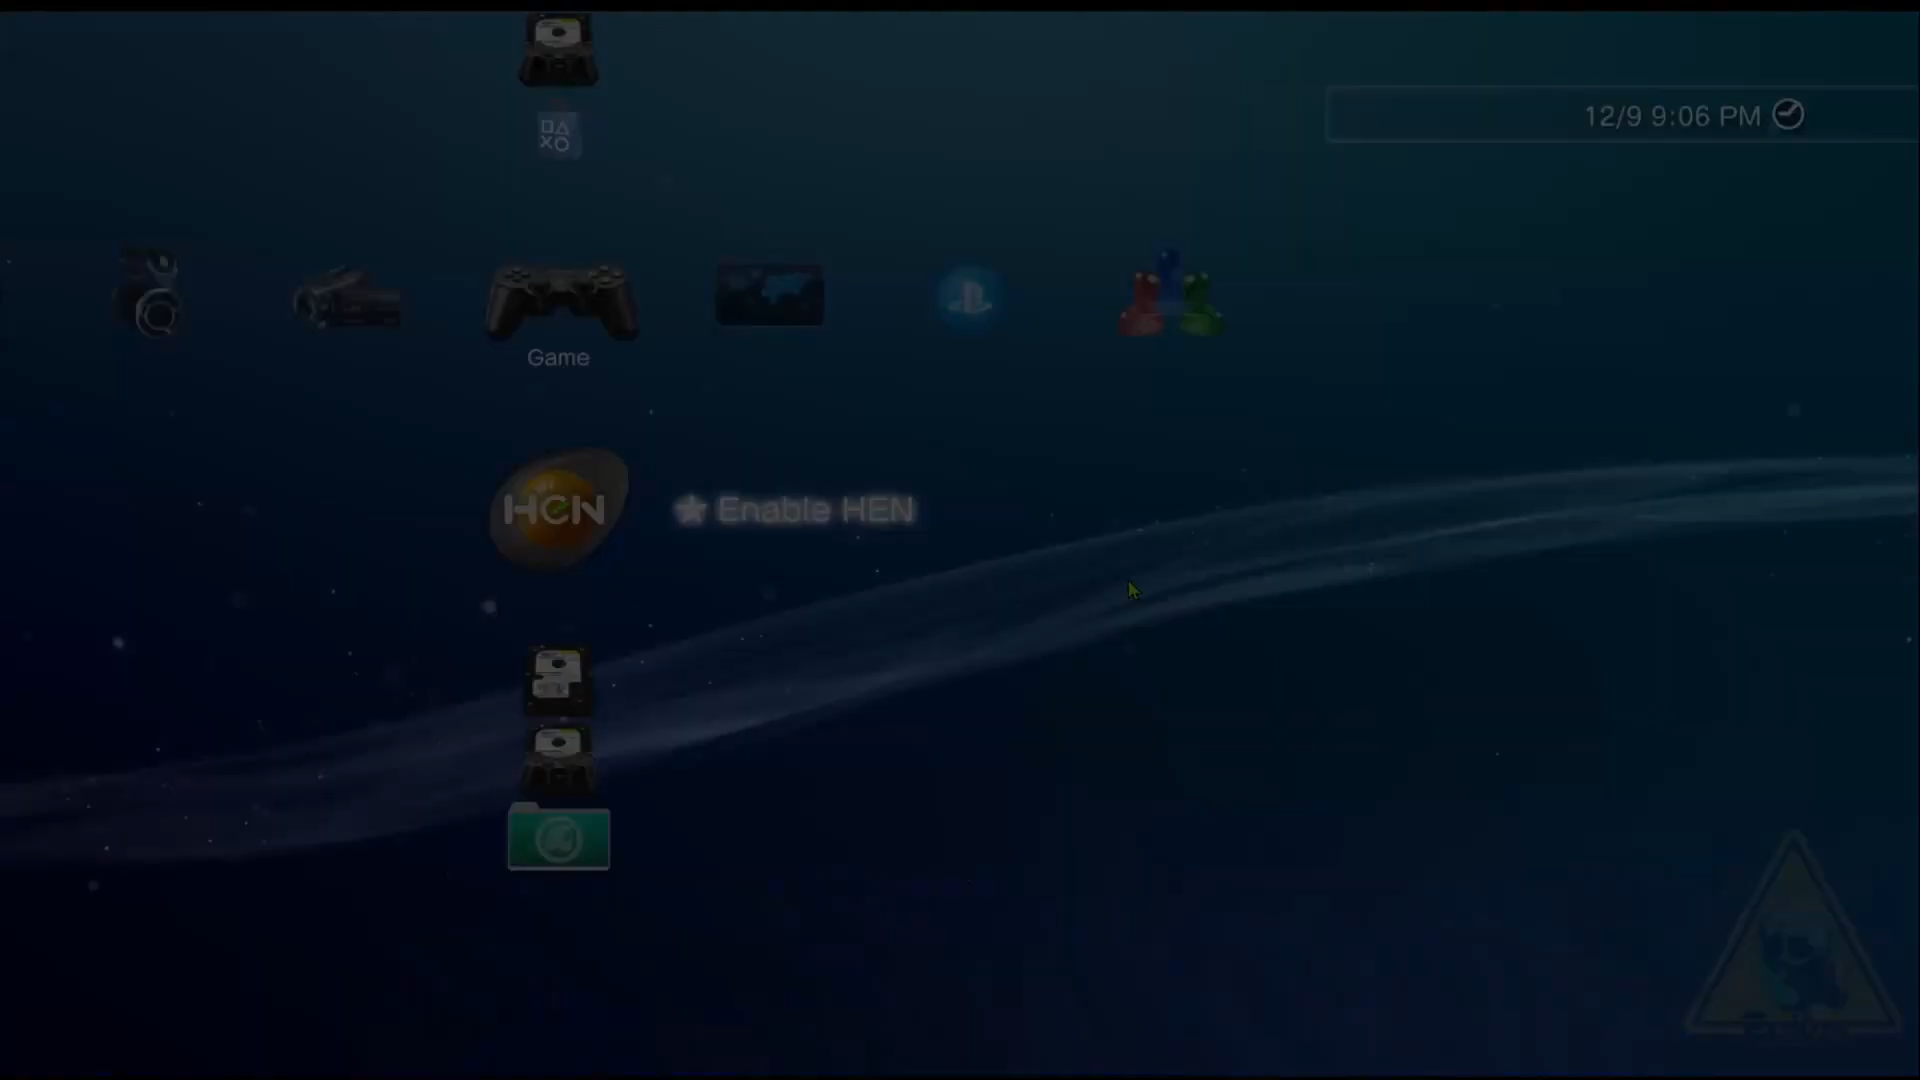 12/9 9:06 PM
Game
HEN
★ Enable HEN